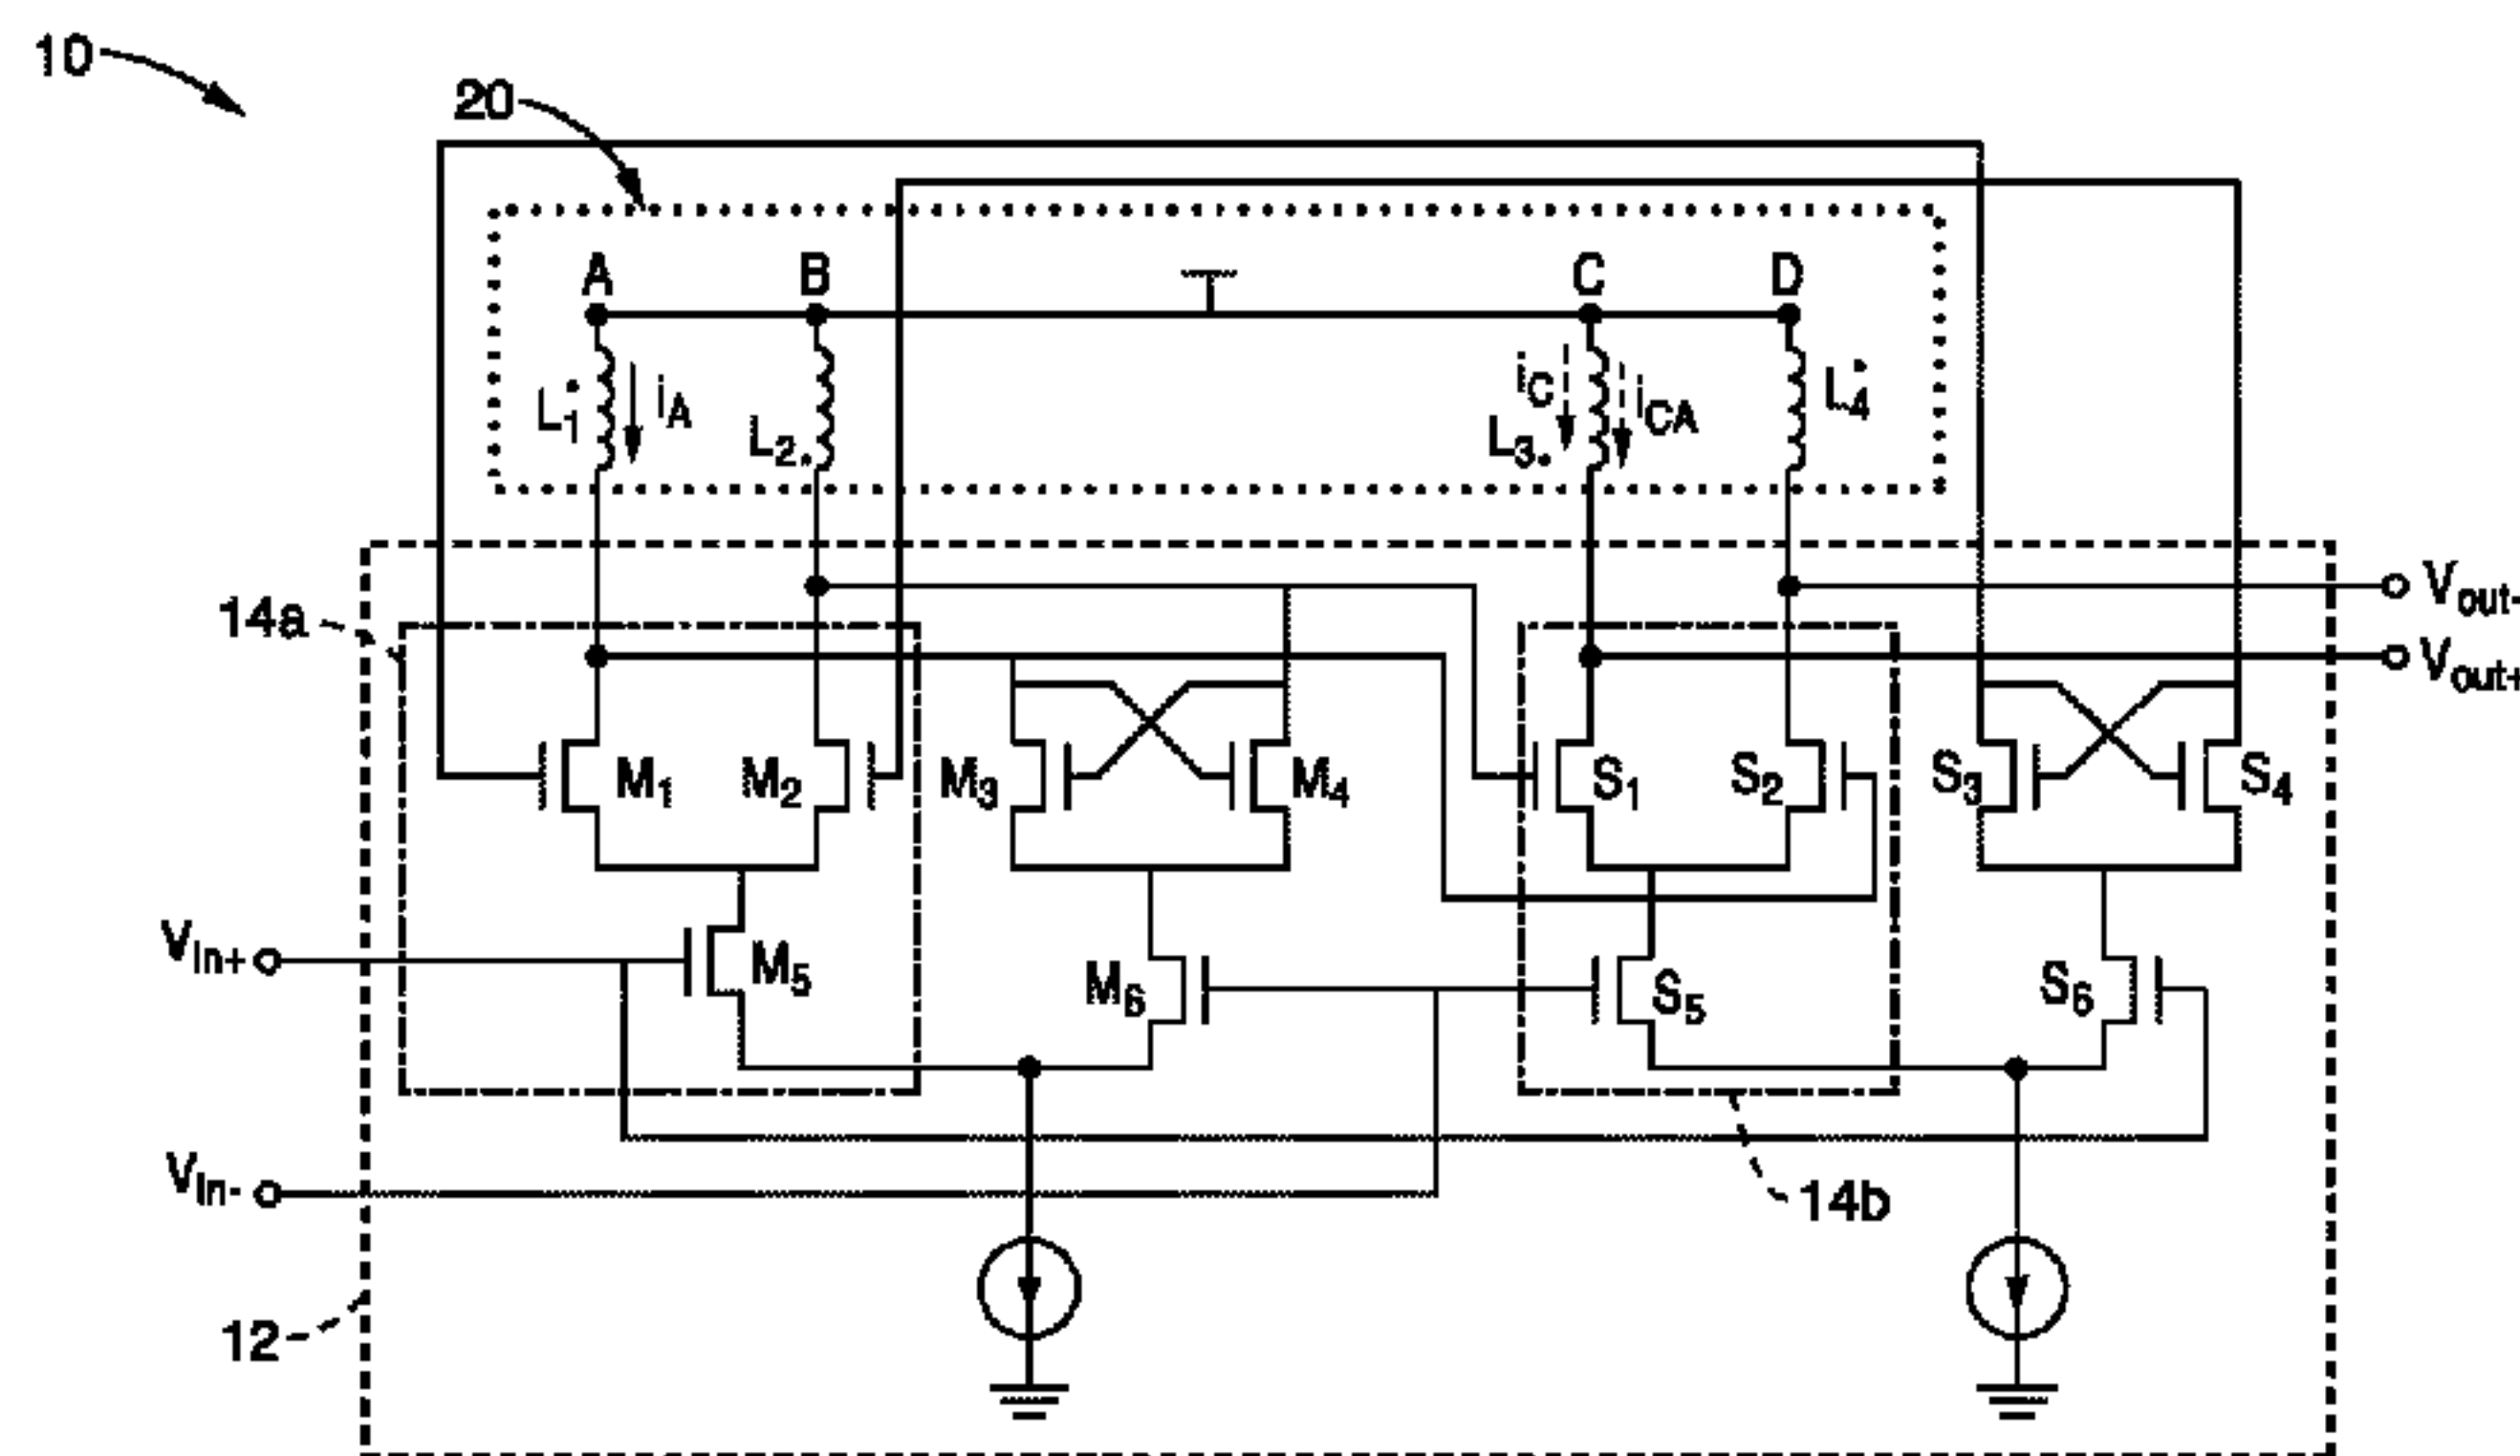 10
20
A B C D
L1 iA L2 L3 iC iCA L4
Vout-
14a
Vout+
M1 M2 M3 M4 S1 S2 S3 S4
VIn+
M5 M6 S5 S6
VIn-
14b
12